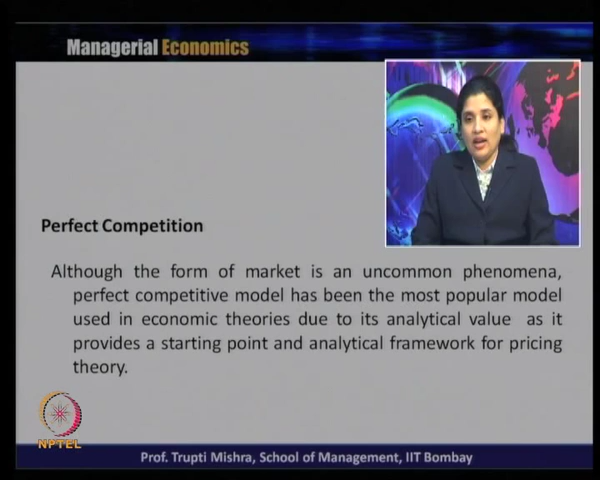 Managerial Economics
Perfect Competition
Although the form of market is an uncommon phenomena,
perfect competitive model has been the most popular model
used in economic theories due to its analytical value as it
provides a starting point and analytical framework for pricing
theory.
NPTEL
Prof. Trupti Mishra, School of Management, IIT Bombay